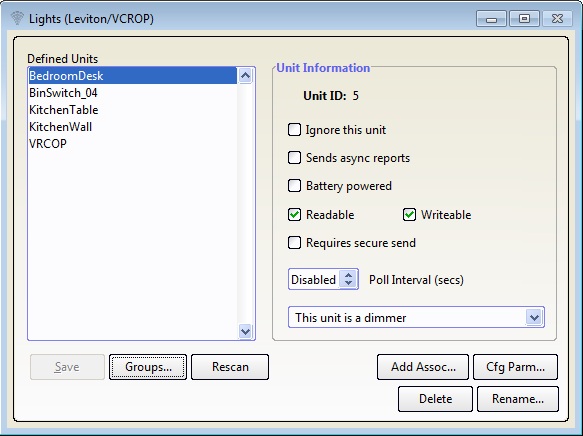 Lights (Leviton/VCROP)
Defined Units
BedroomDesk
BinSwitch_04
KitchenTable
KitchenWall
VRCOP
Unit Information
Unit ID: 5
Ignore this unit
Sends async reports
Battery powered
Readable Writeable
Requires secure send
Disabled Poll Interval (secs)
This unit is a dimmer
Save Groups... Rescan Add Assoc... Cfg Parm...
Delete Rename...